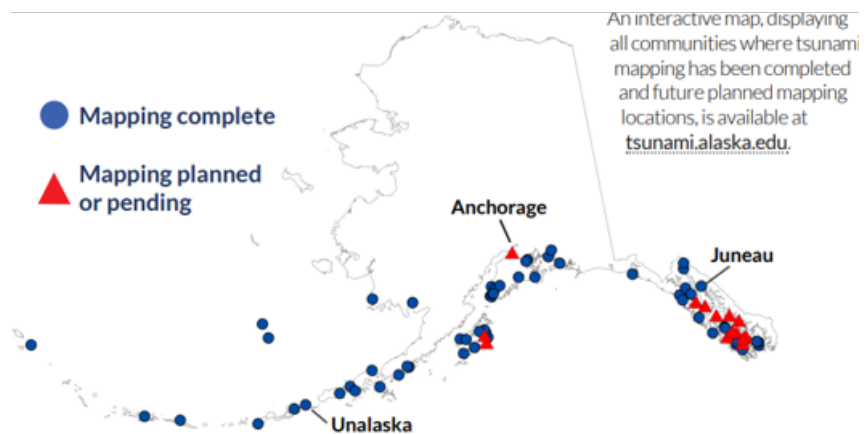 An interactive map, displaying
all communities where tsunami
mapping has been completed
and future planned mapping
locations, is available at
tsunami.alaska.edu.
Mapping complete
Mapping planned
or pending
Anchorage
Juneau
Unalaska